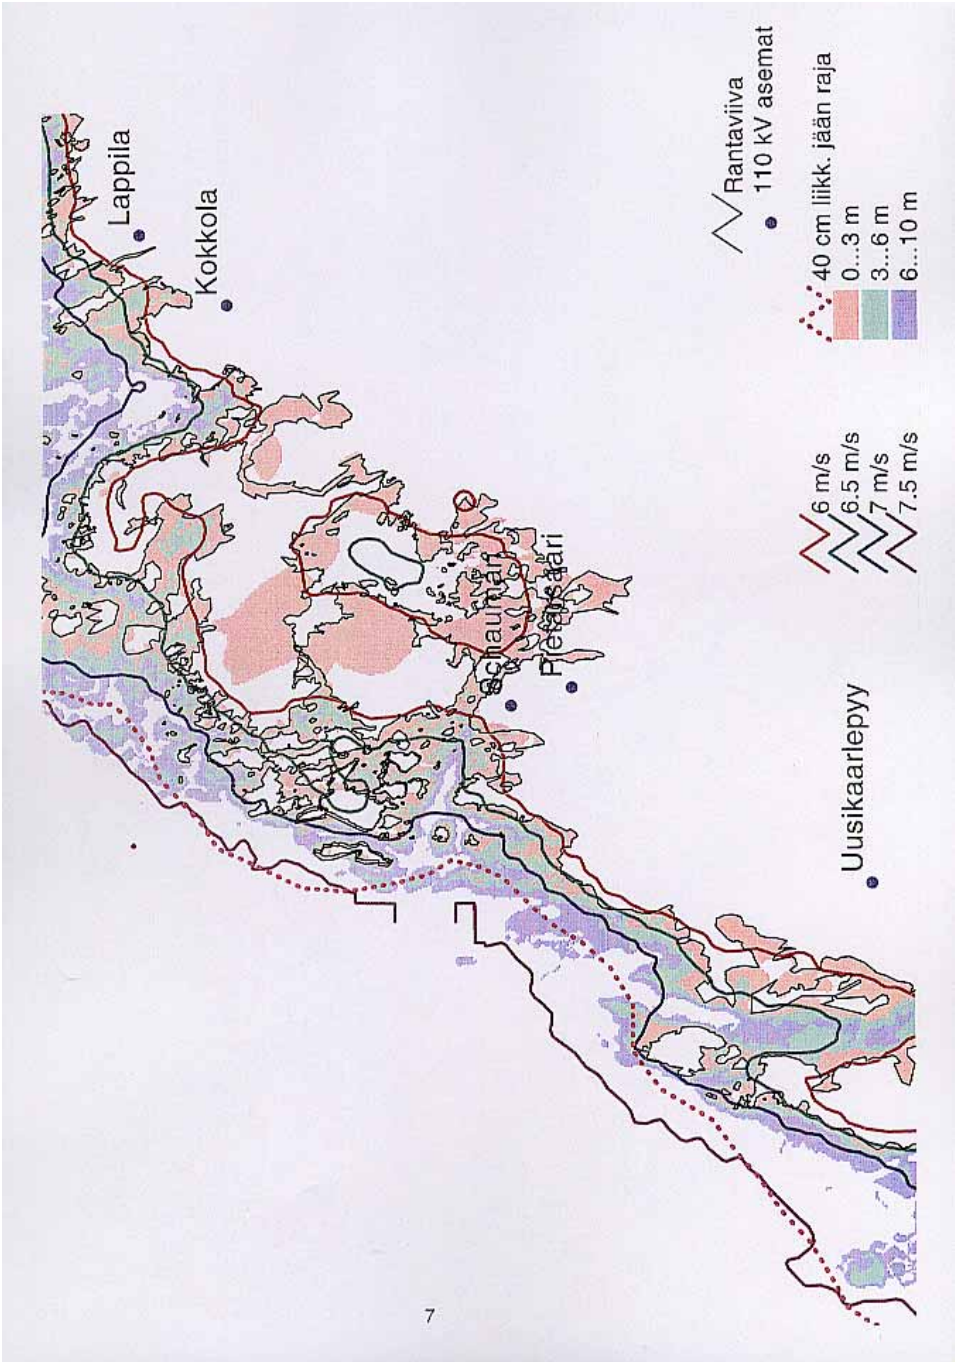 Lappila
Kokkola
Schauman
Pietarsaari
Uusikaarlepyy
Rantaviiva
110 kV asemat
40 cm liikk. jään raja
0...3 m
3...6 m
6...10 m
6 m/s
6.5 m/s
7 m/s
7.5 m/s
7